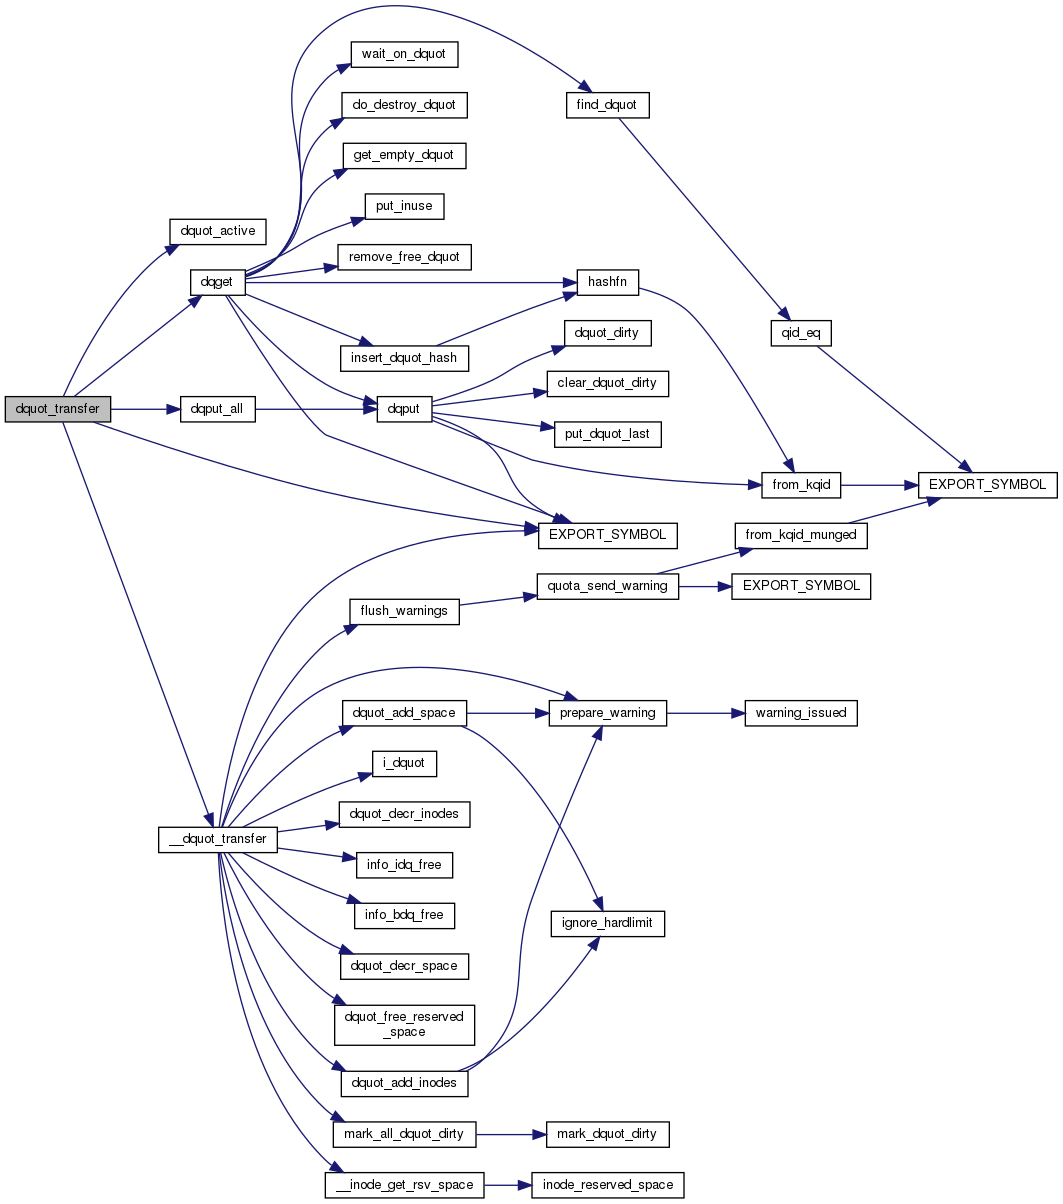 wait_on_dquot
do_destroy_dquot
find_dquot
get_empty_dquot
put_inuse
dquot_active
remove_free_dquot
dqget
hashfn
dquot_dirty
qid_eq
insert_dquot_hash
clear_dquot_dirty
dquot_transfer
dqput_all
dqput
put_dquot_last
from_kqid
EXPORT_SYMBOL
EXPORT_SYMBOL
from_kqid_munged
quota_send_warning
EXPORT_SYMBOL
flush_warnings
dquot_add_space
prepare_warning
warning_issued
i_dquot
dquot_decr_inodes
__dquot_transfer
info_idq_free
info_bdq_free
ignore_hardlimit
dquot_decr_space
dquot_free_reserved
_space
dquot_add_inodes
mark_all_dquot_dirty
mark_dquot_dirty
__inode_get_rsv_space
inode_reserved_space